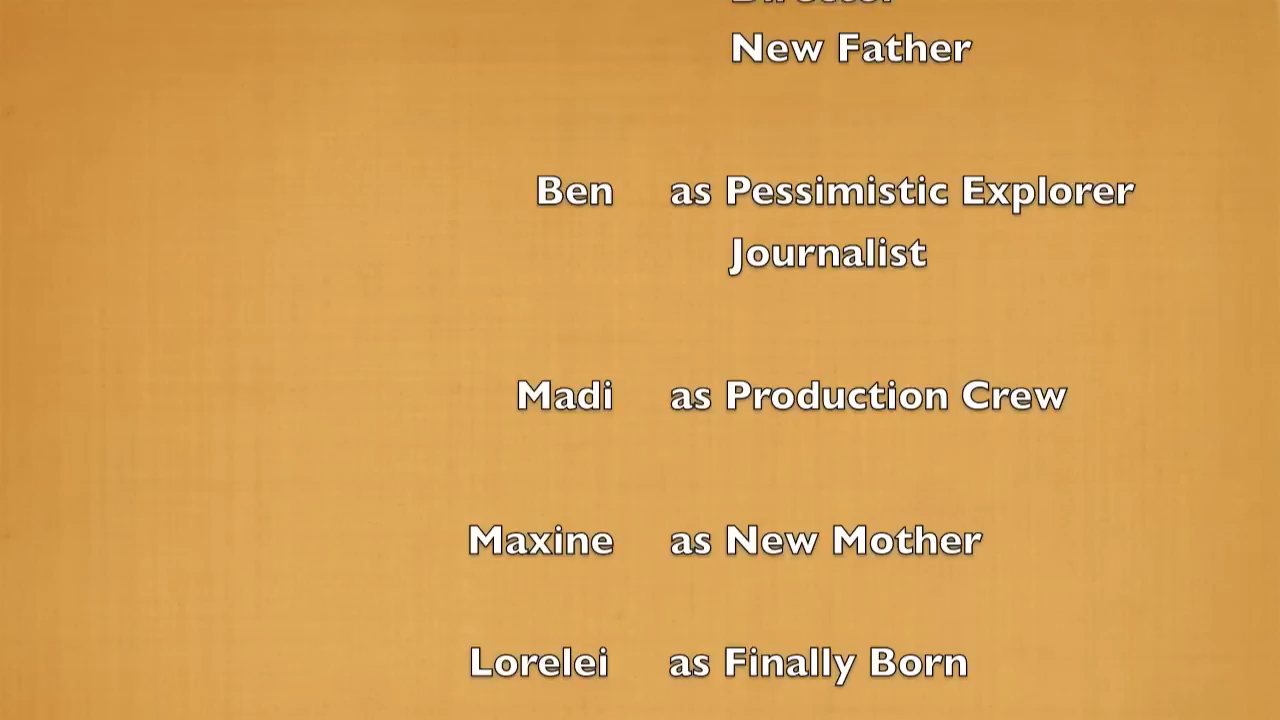 New Father
Ben as Pessimistic Explorer
Journalist
Madi as Production Crew
Maxine as New Mother
Lorelei as Finally Born